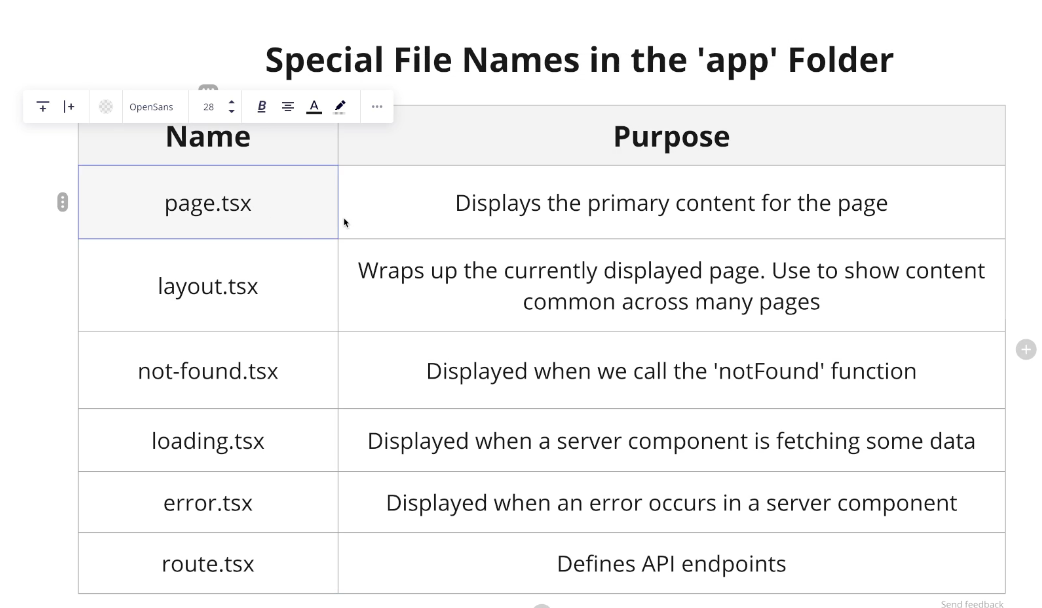 Special File Names in the 'app' Folder
OpenSans
28
B
A
Name
Purpose
page.tsx
Displays the primary content for the page
layout.tsx
Wraps up the currently displayed page. Use to show content
common across many pages
not-found.tsx
Displayed when we call the 'notFound' function
loading.tsx
Displayed when a server component is fetching some data
error.tsx
Displayed when an error occurs in a server component
route.tsx
Defines API endpoints
Send feedback